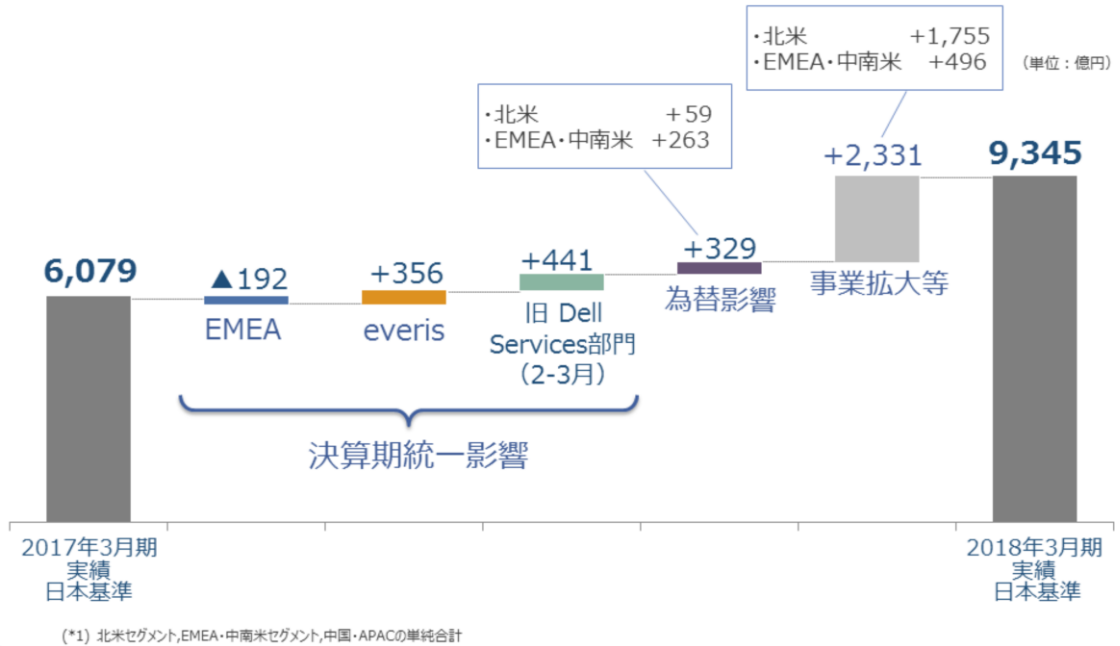 ・北米 +1,755
・EMEA・中南米 +496
（単位：億円）
・北米 +59
・EMEA・中南米 +263
+2,331
9,345
6,079
▲192
+356
+441
+329
EMEA
everis
旧 Dell
Services部門
（2-3月）
為替影響
事業拡大等
決算期統一影響
2017年3月期
実績
日本基準
2018年3月期
実績
日本基準
(*1) 北米セグメント,EMEA・中南米セグメント,中国・APACの単純合計